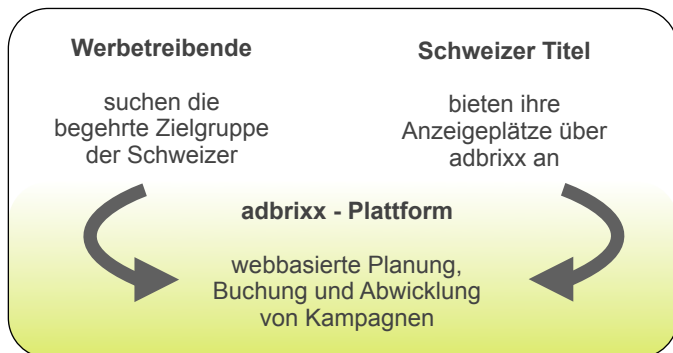 Werbetreibende
suchen die
begehrte Zielgruppe
der Schweizer
Schweizer Titel
bieten ihre
Anzeigeplätze über
adbrixx an
adbrixx - Plattform
webbasierte Planung,
Buchung und Abwicklung
von Kampagnen